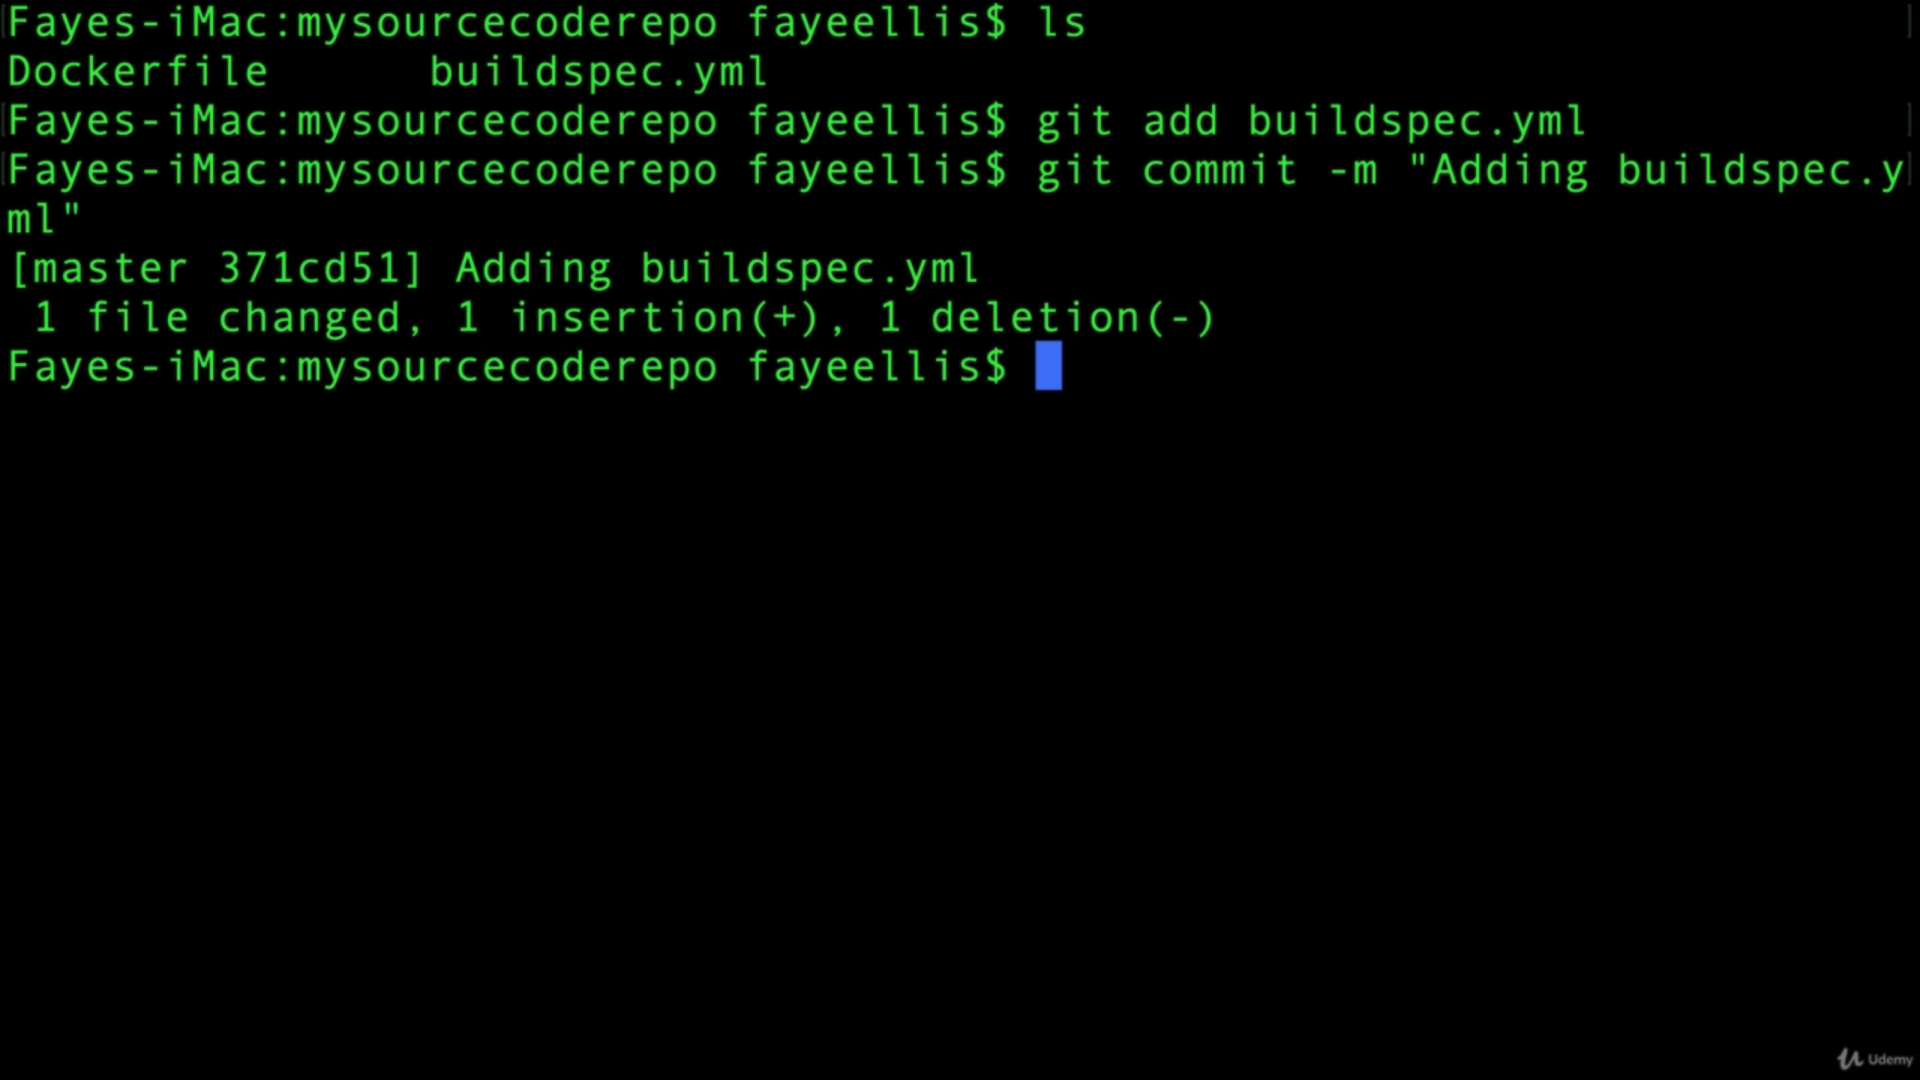 Fayes-iMac:mysourcecoderepo fayeellis$ ls
Dockerfile      buildspec.yml
Fayes-iMac:mysourcecoderepo fayeellis$ git add buildspec.yml
Fayes-iMac:mysourcecoderepo fayeellis$ git commit -m "Adding buildspec.y
ml"
[master 371cd51] Adding buildspec.yml
 1 file changed, 1 insertion(+), 1 deletion(-)
Fayes-iMac:mysourcecoderepo fayeellis$
Udemy